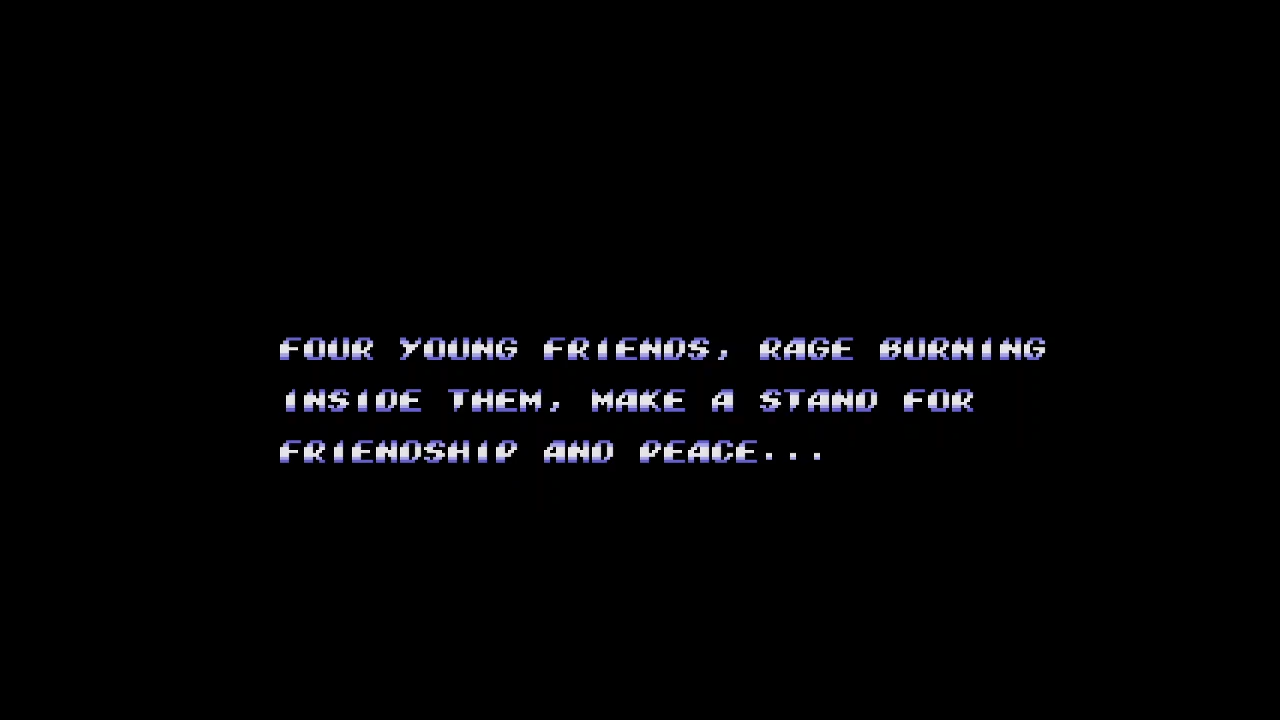 FOUR YOUNG FRIENDS, RAGE BURNING
INSIDE THEM, MAKE A STAND FOR
FRIENDSHIP AND PEACE...